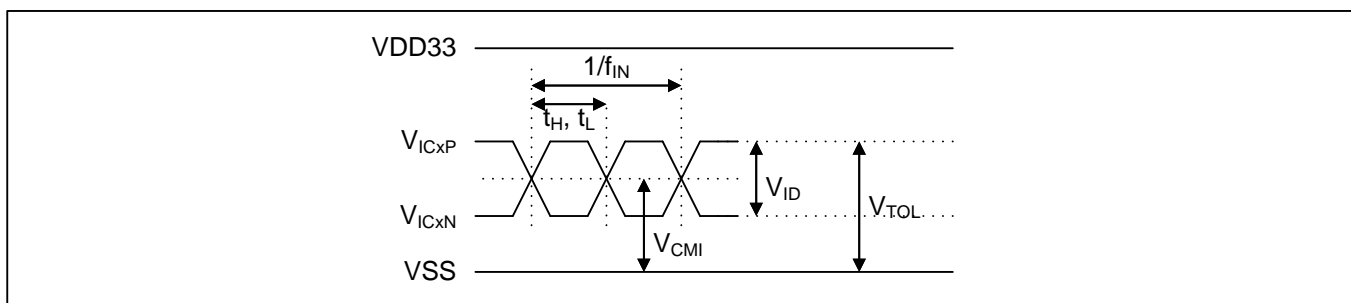 VDD33
1/fIN
tH, tL
VICxP
VID
VTOL
VICxN
VCMI
VSS